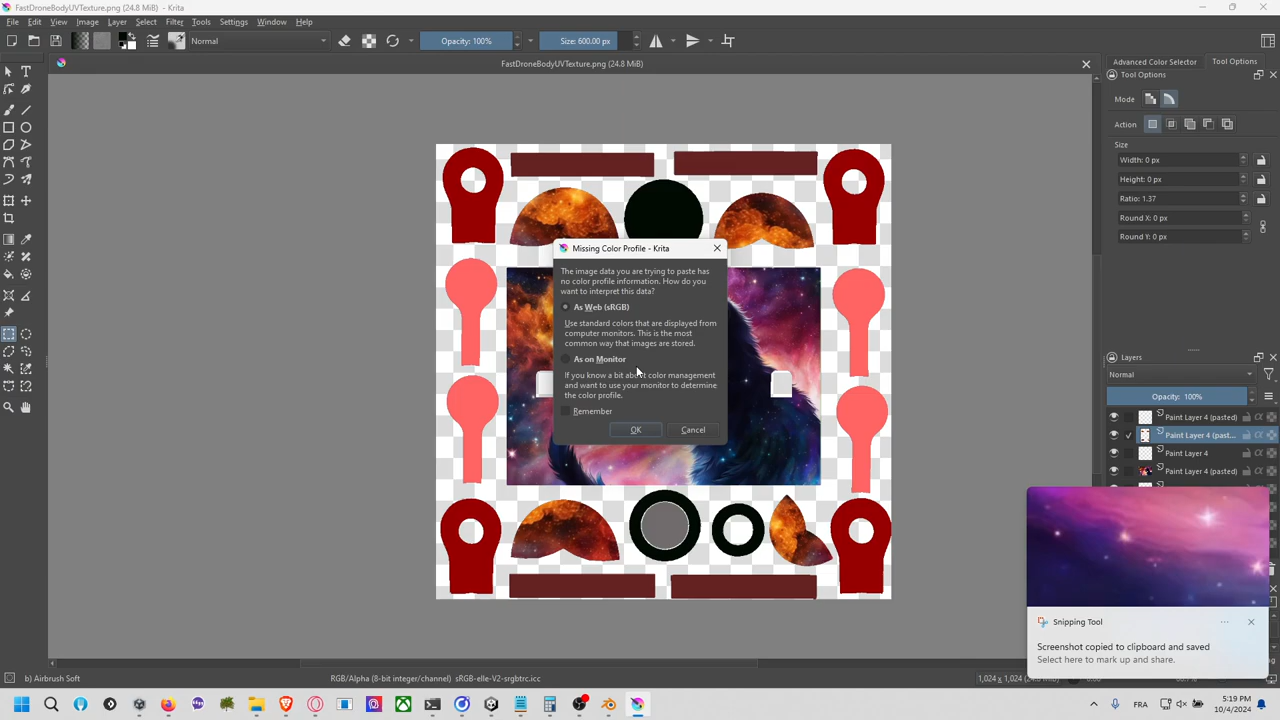 FastDroneBodyUVTexture.png (24.8 MiB) - Krita
File Edit View Image Layer Select Filter Tools Settings Window Help
Normal
Opacity: 100%
Size: 600.00 px
FastDroneBodyUVTexture.png (24.8 MiB)
Advanced Color Selector
Tool Options
Tool Options
Mode
Action
Size
Width: 0 px
Height: 0 px
Ratio: 1.37
Round X: 0 px
Round Y: 0 px
Missing Color Profile - Krita
The image data you are trying to paste has
no color profile information. How do you
want to interpret this data?
As Web (sRGB)
Use standard colors that are displayed from
computer monitors. This is the most
common way that images are stored.
As on Monitor
If you know a bit about color management
and want to use your monitor to determine
the color profile.
Remember
OK
Cancel
Layers
Normal
Opacity: 100%
Paint Layer 4 (pasted)
Paint Layer 4 (past...
Paint Layer 4
Paint Layer 4 (pasted)
Snipping Tool
Screenshot copied to clipboard and saved
Select here to mark up and share.
b) Airbrush Soft
RGB/Alpha (8-bit integer/channel) sRGB-elle-V2-srgbtrc.icc
1,024 x 1,024 (24.8 MiB)
FRA
5:19 PM
10/4/2024